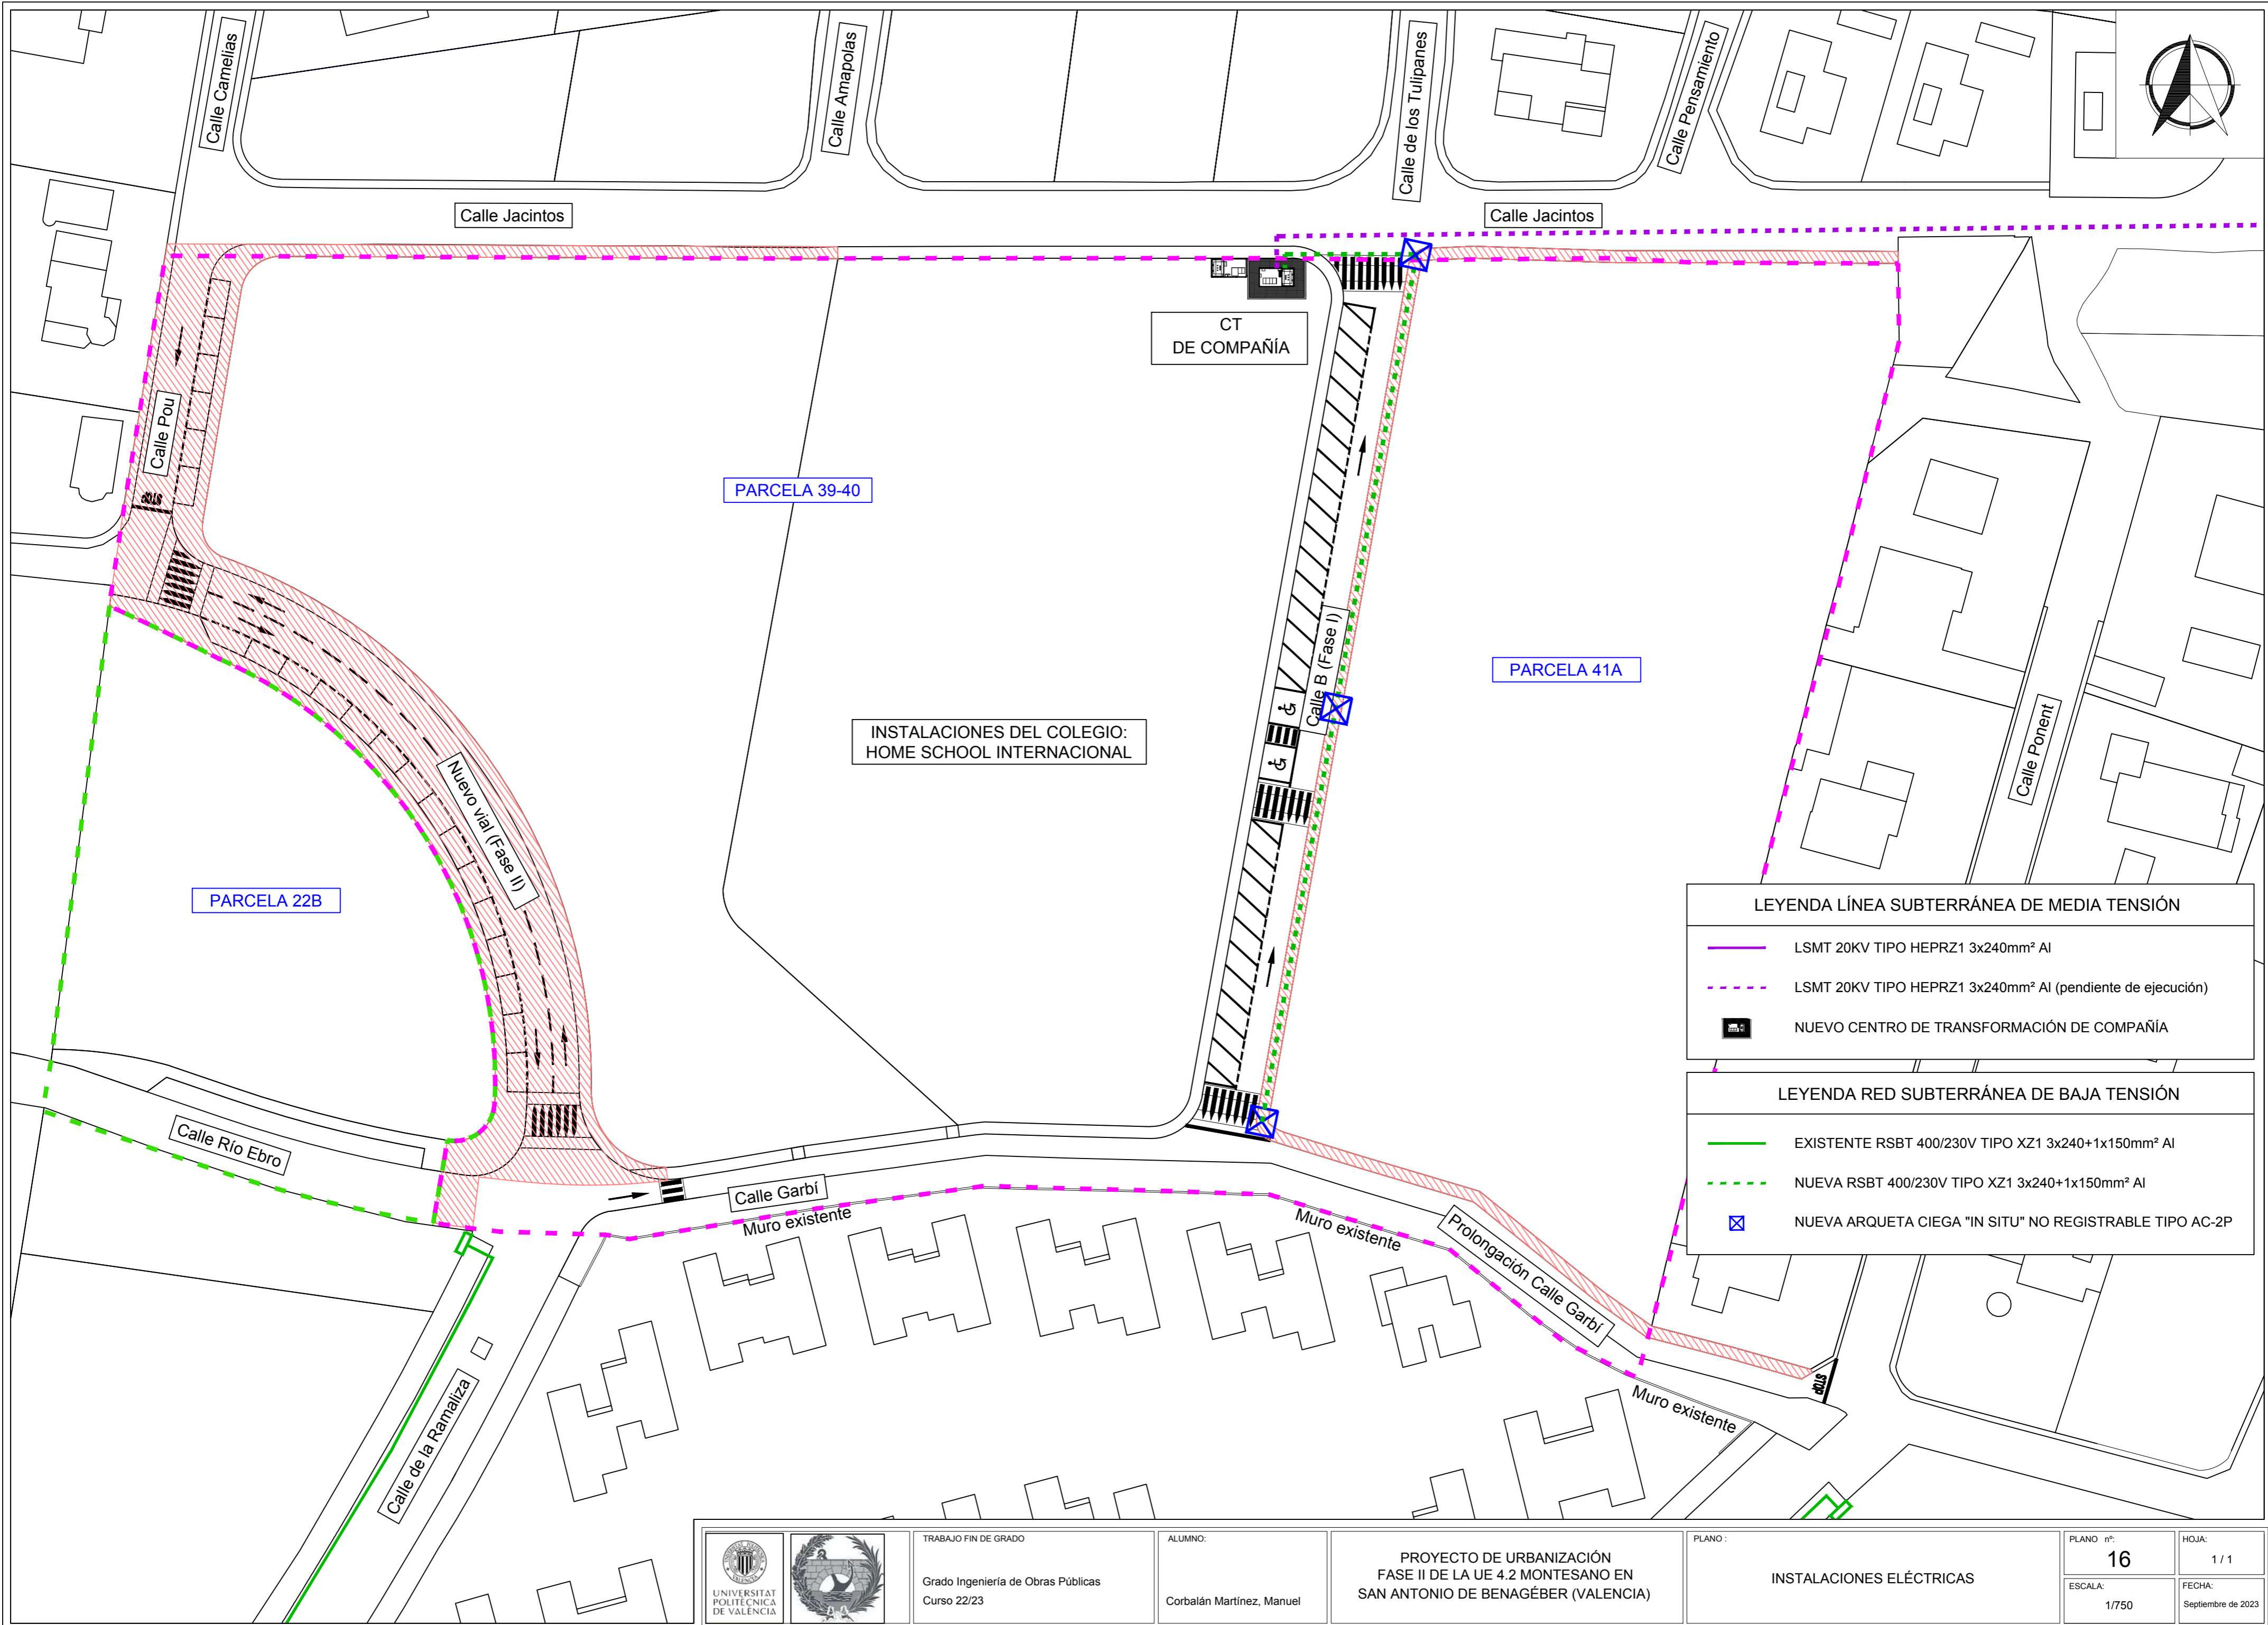 Calle Camelias
Calle Amapolas
Calle de los Tulipanes
Calle Pensamiento
Calle Jacintos
Calle Jacintos
CT
DE COMPAÑÍA
Calle Pou
STOP
PARCELA 39-40
Calle B (Fase I)
PARCELA 41A
INSTALACIONES DEL COLEGIO:
HOME SCHOOL INTERNACIONAL
Nuevo vial (Fase II)
Calle Ponent
PARCELA 22B
LEYENDA LÍNEA SUBTERRÁNEA DE MEDIA TENSIÓN
LSMT 20KV TIPO HEPRZ1 3x240mm² Al
LSMT 20KV TIPO HEPRZ1 3x240mm² Al (pendiente de ejecución)
NUEVO CENTRO DE TRANSFORMACIÓN DE COMPAÑÍA
LEYENDA RED SUBTERRÁNEA DE BAJA TENSIÓN
EXISTENTE RSBT 400/230V TIPO XZ1 3x240+1x150mm² Al
NUEVA RSBT 400/230V TIPO XZ1 3x240+1x150mm² Al
NUEVA ARQUETA CIEGA "IN SITU" NO REGISTRABLE TIPO AC-2P
Calle Río Ebro
Calle Garbí
Muro existente
Muro existente
Prolongación Calle Garbí
Muro existente
STOP
Calle de la Ramaliza
UNIVERSITAT
POLITÈCNICA
DE VALÈNCIA
TRABAJO FIN DE GRADO
Grado Ingeniería de Obras Públicas
Curso 22/23
ALUMNO:
Corbalán Martínez, Manuel
PROYECTO DE URBANIZACIÓN
FASE II DE LA UE 4.2 MONTESANO EN
SAN ANTONIO DE BENAGÉBER (VALENCIA)
PLANO :
INSTALACIONES ELÉCTRICAS
PLANO nº:
16
HOJA:
1 / 1
ESCALA:
1/750
FECHA:
Septiembre de 2023